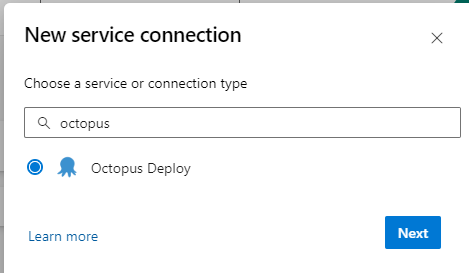 New service connection
Choose a service or connection type
octopus
Octopus Deploy
Learn more
Next